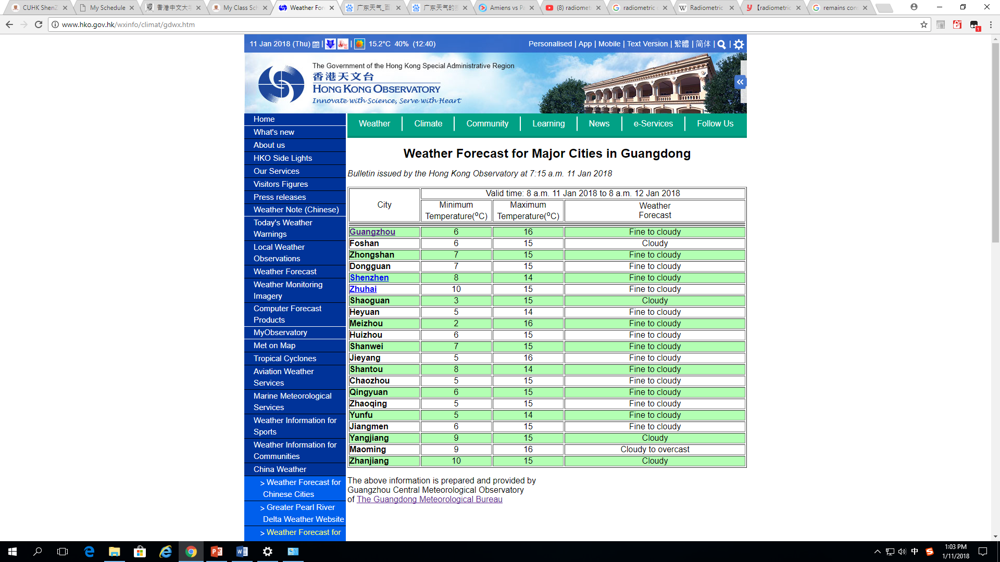 CUHK ShenZ
My Schedule
My Class Sch
Weather For
广东天气_百
Amiens vs Pa
(8) radiomet
radiometric
Radiometric
【radiometric
remains con
www.hko.gov.hk/wxinfo/climat/gdwx.htm
11 Jan 2018 (Thu) | | 15.2°C 40% (12:40)
Personalised | App | Mobile | Text Version | 繁體 | 简体 | |
The Government of the Hong Kong Special Administrative Region
香港天文台
HONG KONG OBSERVATORY
Innovate with Science, Serve with Heart
Home
What's new
About us
HKO Side Lights
Our Services
Visitors Figures
Press releases
Weather Note (Chinese)
Today's Weather
Warnings
Local Weather
Observations
Weather Forecast
Weather Monitoring
Imagery
Computer Forecast
Products
MyObservatory
Met on Map
Tropical Cyclones
Aviation Weather
Services
Marine Meteorological
Services
Weather Information for
Sports
Weather Information for
Communities
China Weather
> Weather Forecast for
Chinese Cities
> Greater Pearl River
Delta Weather Website
> Weather Forecast for
Weather Climate Community Learning News e-Services Follow Us
Weather Forecast for Major Cities in Guangdong
Bulletin issued by the Hong Kong Observatory at 7:15 a.m. 11 Jan 2018
Valid time: 8 a.m. 11 Jan 2018 to 8 a.m. 12 Jan 2018
City
Minimum
Temperature(°C)
Maximum
Temperature(°C)
Weather
Forecast
Guangzhou 6 16 Fine to cloudy
Foshan 6 15 Cloudy
Zhongshan 7 15 Fine to cloudy
Dongguan 7 15 Fine to cloudy
Shenzhen 8 14 Fine to cloudy
Zhuhai 10 15 Fine to cloudy
Shaoguan 3 15 Cloudy
Heyuan 5 14 Fine to cloudy
Meizhou 2 16 Fine to cloudy
Huizhou 6 15 Fine to cloudy
Shanwei 7 15 Fine to cloudy
Jieyang 5 16 Fine to cloudy
Shantou 8 14 Fine to cloudy
Chaozhou 5 15 Fine to cloudy
Qingyuan 6 15 Fine to cloudy
Zhaoqing 5 15 Fine to cloudy
Yunfu 5 14 Fine to cloudy
Jiangmen 6 15 Fine to cloudy
Yangjiang 9 15 Cloudy
Maoming 9 16 Cloudy to overcast
Zhanjiang 10 15 Cloudy
The above information is prepared and provided by
Guangzhou Central Meteorological Observatory
of The Guangdong Meteorological Bureau
中
1:03 PM
1/11/2018